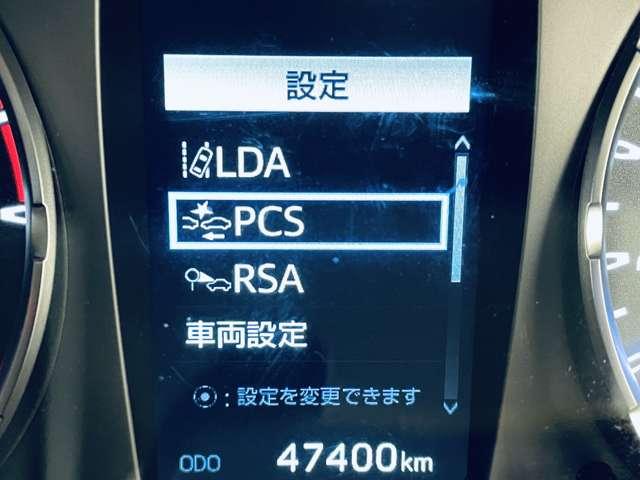 設定
LDA
PCS
RSA
車両設定
: 設定を変更できます
ODO 47400km